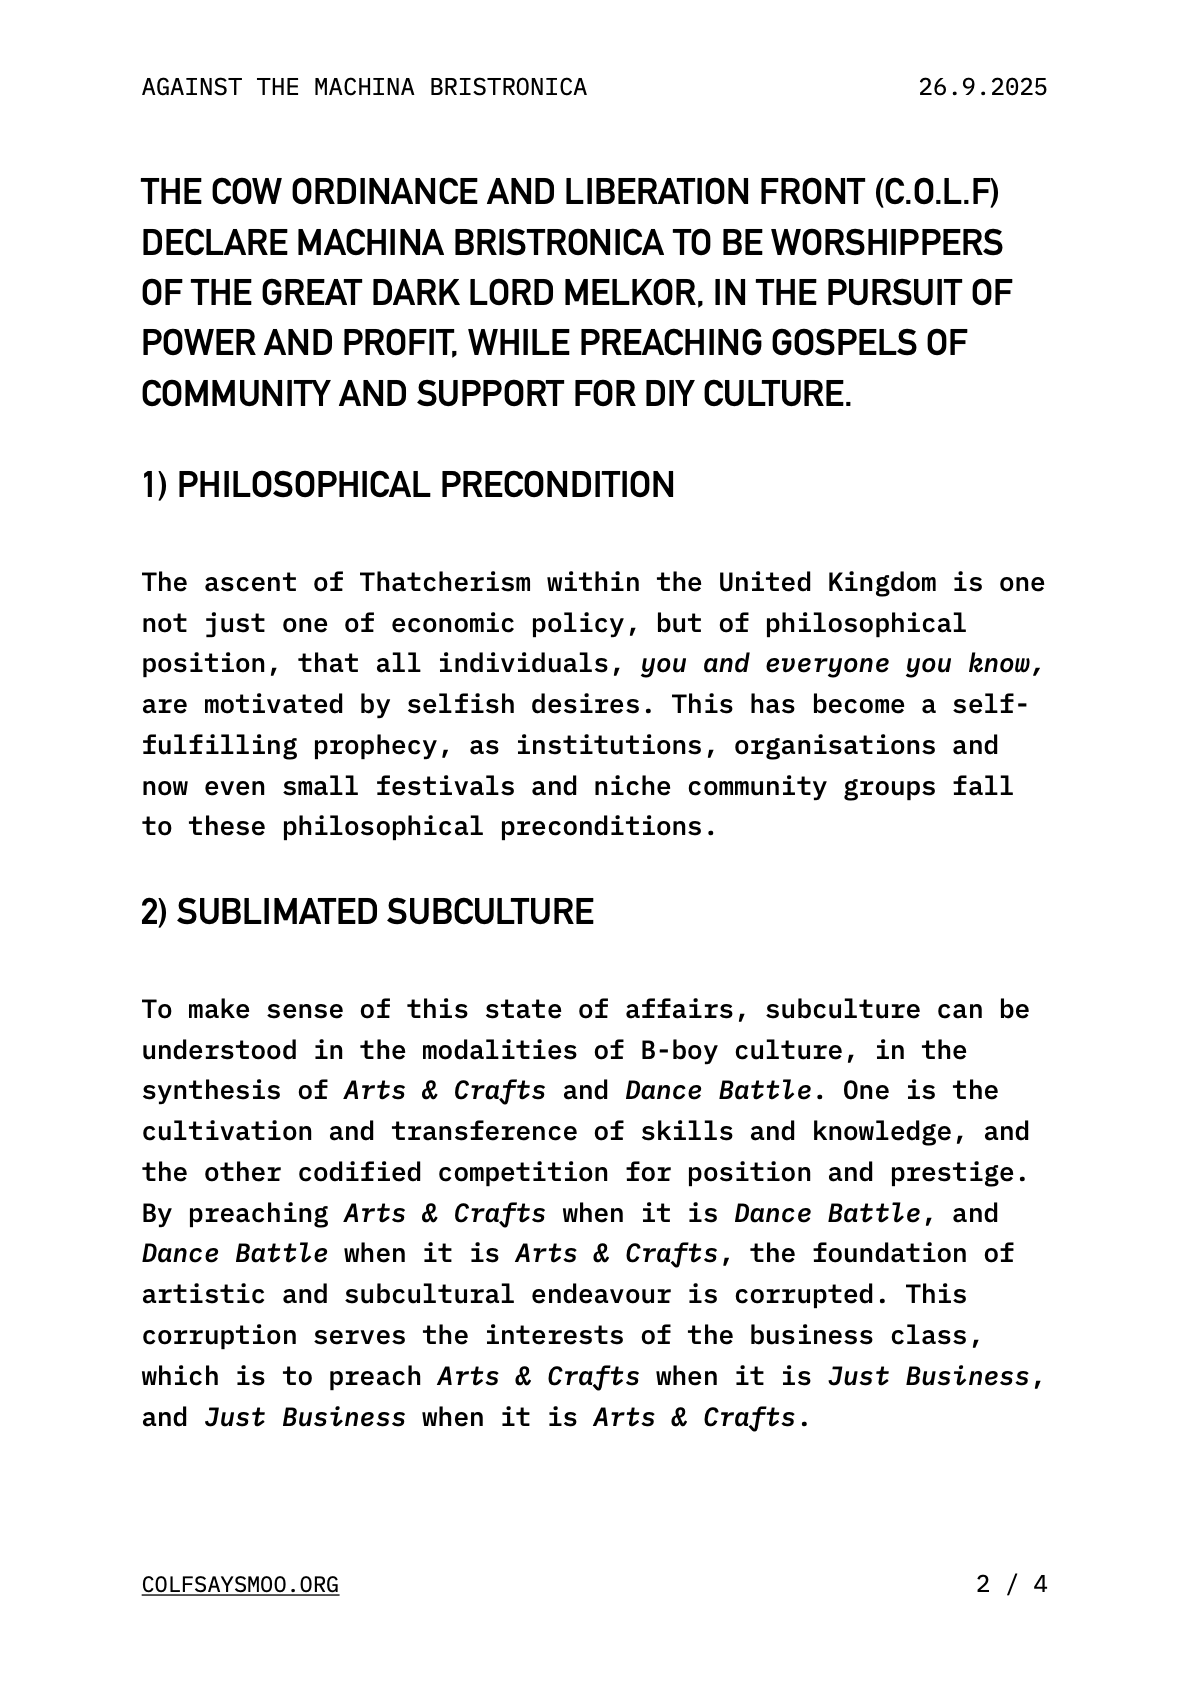 AGAINST THE MACHINA BRISTRONICA
26.9.2025
THE COW ORDINANCE AND LIBERATION FRONT (C.O.L.F)
DECLARE MACHINA BRISTRONICA TO BE WORSHIPPERS
OF THE GREAT DARK LORD MELKOR, IN THE PURSUIT OF
POWER AND PROFIT, WHILE PREACHING GOSPELS OF
COMMUNITY AND SUPPORT FOR DIY CULTURE.
1) PHILOSOPHICAL PRECONDITION
The ascent of Thatcherism within the United Kingdom is one
not just one of economic policy, but of philosophical
position, that all individuals, you and everyone you know,
are motivated by selfish desires. This has become a self-
fulfilling prophecy, as institutions, organisations and
now even small festivals and niche community groups fall
to these philosophical preconditions.
2) SUBLIMATED SUBCULTURE
To make sense of this state of affairs, subculture can be
understood in the modalities of B-boy culture, in the
synthesis of Arts & Crafts and Dance Battle. One is the
cultivation and transference of skills and knowledge, and
the other codified competition for position and prestige.
By preaching Arts & Crafts when it is Dance Battle, and
Dance Battle when it is Arts & Crafts, the foundation of
artistic and subcultural endeavour is corrupted. This
corruption serves the interests of the business class,
which is to preach Arts & Crafts when it is Just Business,
and Just Business when it is Arts & Crafts.
COLFSAYSMOO.ORG
2 / 4